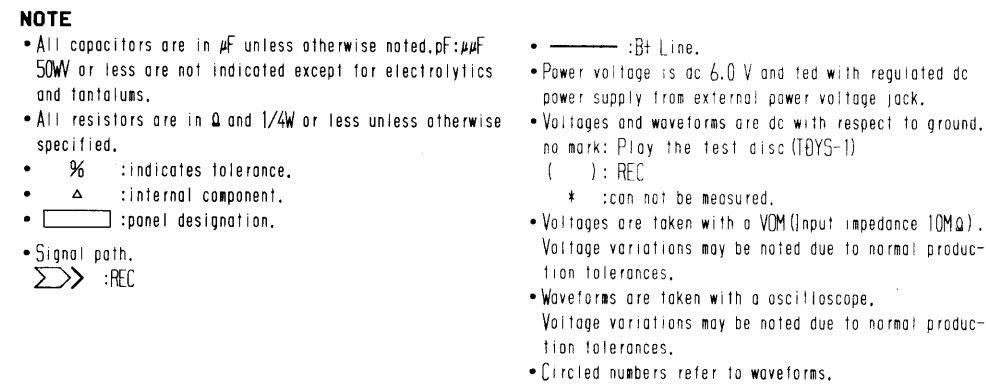 NOTE
• All capacitors are in µF unless otherwise noted. pF: µµF
50WV or less are not indicated except for electrolytics
and tantalums.
• All resistors are in Ω and 1/4W or less unless otherwise
specified.
• % : indicates tolerance.
• △ : internal component.
• : panel designation.
• Signal path.
: REC
• : B+ Line.
• Power voltage is dc 6.0 V and fed with regulated dc
power supply from external power voltage jack.
• Voltages and waveforms are dc with respect to ground.
no mark: Play the test disc (TDYS-1)
( ): REC
* : can not be measured.
• Voltages are taken with a VOM (Input impedance 10MΩ).
Voltage variations may be noted due to normal produc-
tion tolerances.
• Waveforms are taken with a oscilloscope.
Voltage variations may be noted due to normal produc-
tion tolerances.
• Circled numbers refer to waveforms.